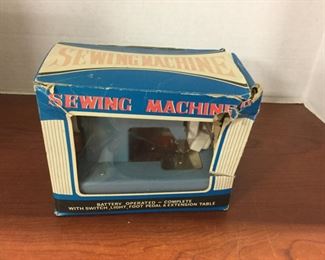 SEWING MACHINE
SEWING MACHINE
BATTERY OPERATED - COMPLETE
WITH SWITCH, LIGHT, FOOT PEDAL & EXTENSION TABLE